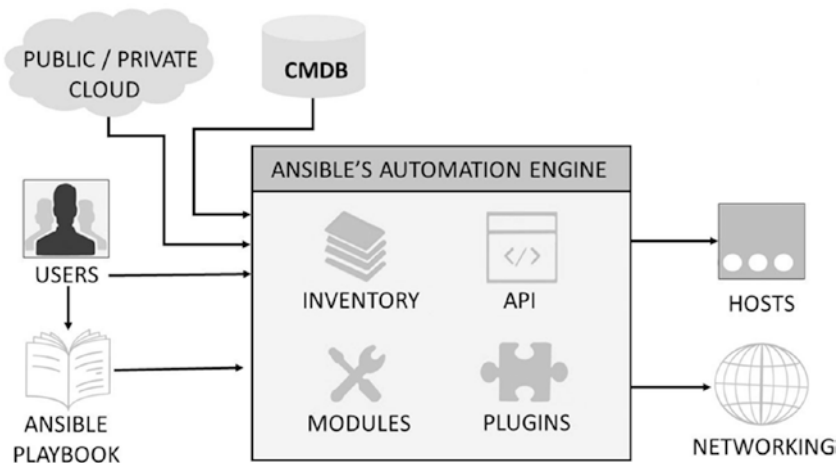 PUBLIC / PRIVATE
CLOUD
CMDB
ANSIBLE'S AUTOMATION ENGINE
USERS
INVENTORY
API
HOSTS
ANSIBLE
PLAYBOOK
MODULES
PLUGINS
NETWORKING